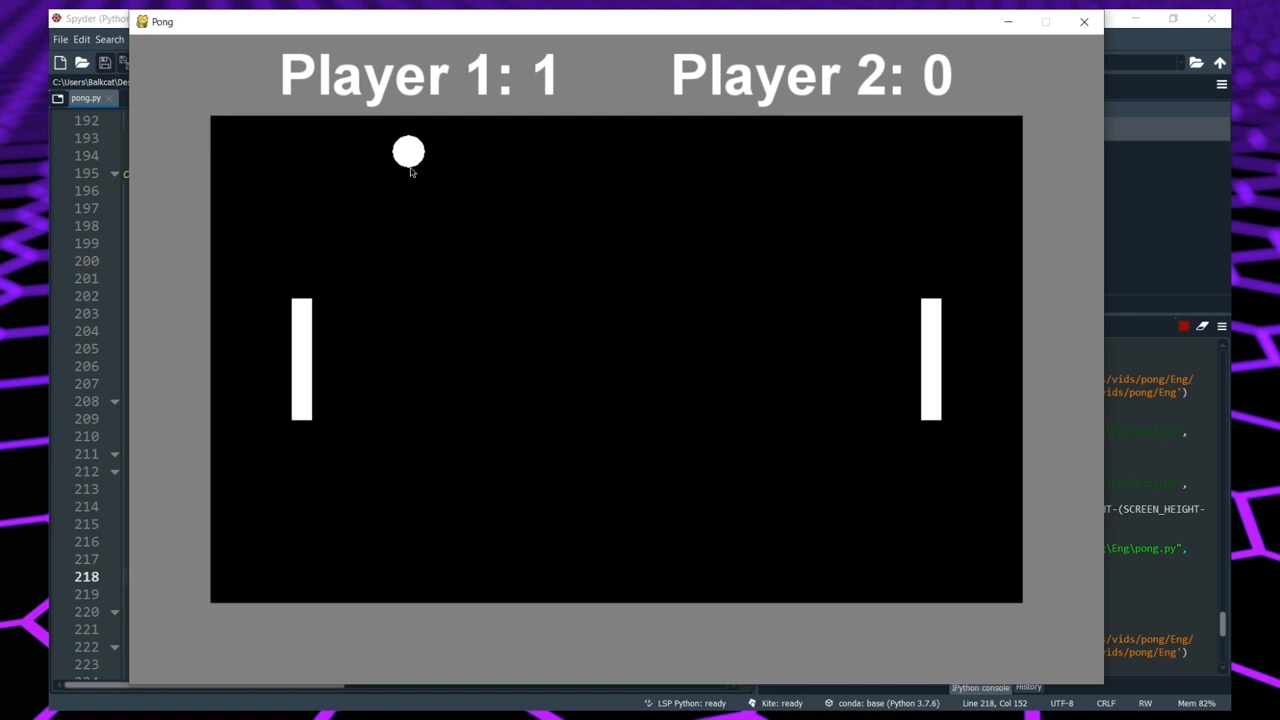 Spyder (Pytho
Pong
File Edit Search
Player 1: 1
Player 2: 0
C:\Users\Balkcat\De
pong.py
192
193
194
195
196
197
198
199
200
201
202
203
204
205
206
207
208
209
210
211
212
213
214
215
216
217
218
219
220
221
222
223
s/vids/pong/Eng/
ids/pong/Eng')
T-(SCREEN_HEIGHT-
\Eng\pong.py",
/vids/pong/Eng/
ids/pong/Eng')
IPython console
History
LSP Python: ready
Kite: ready
conda: base (Python 3.7.6)
Line 218, Col 152
UTF-8
CRLF
RW
Mem 82%